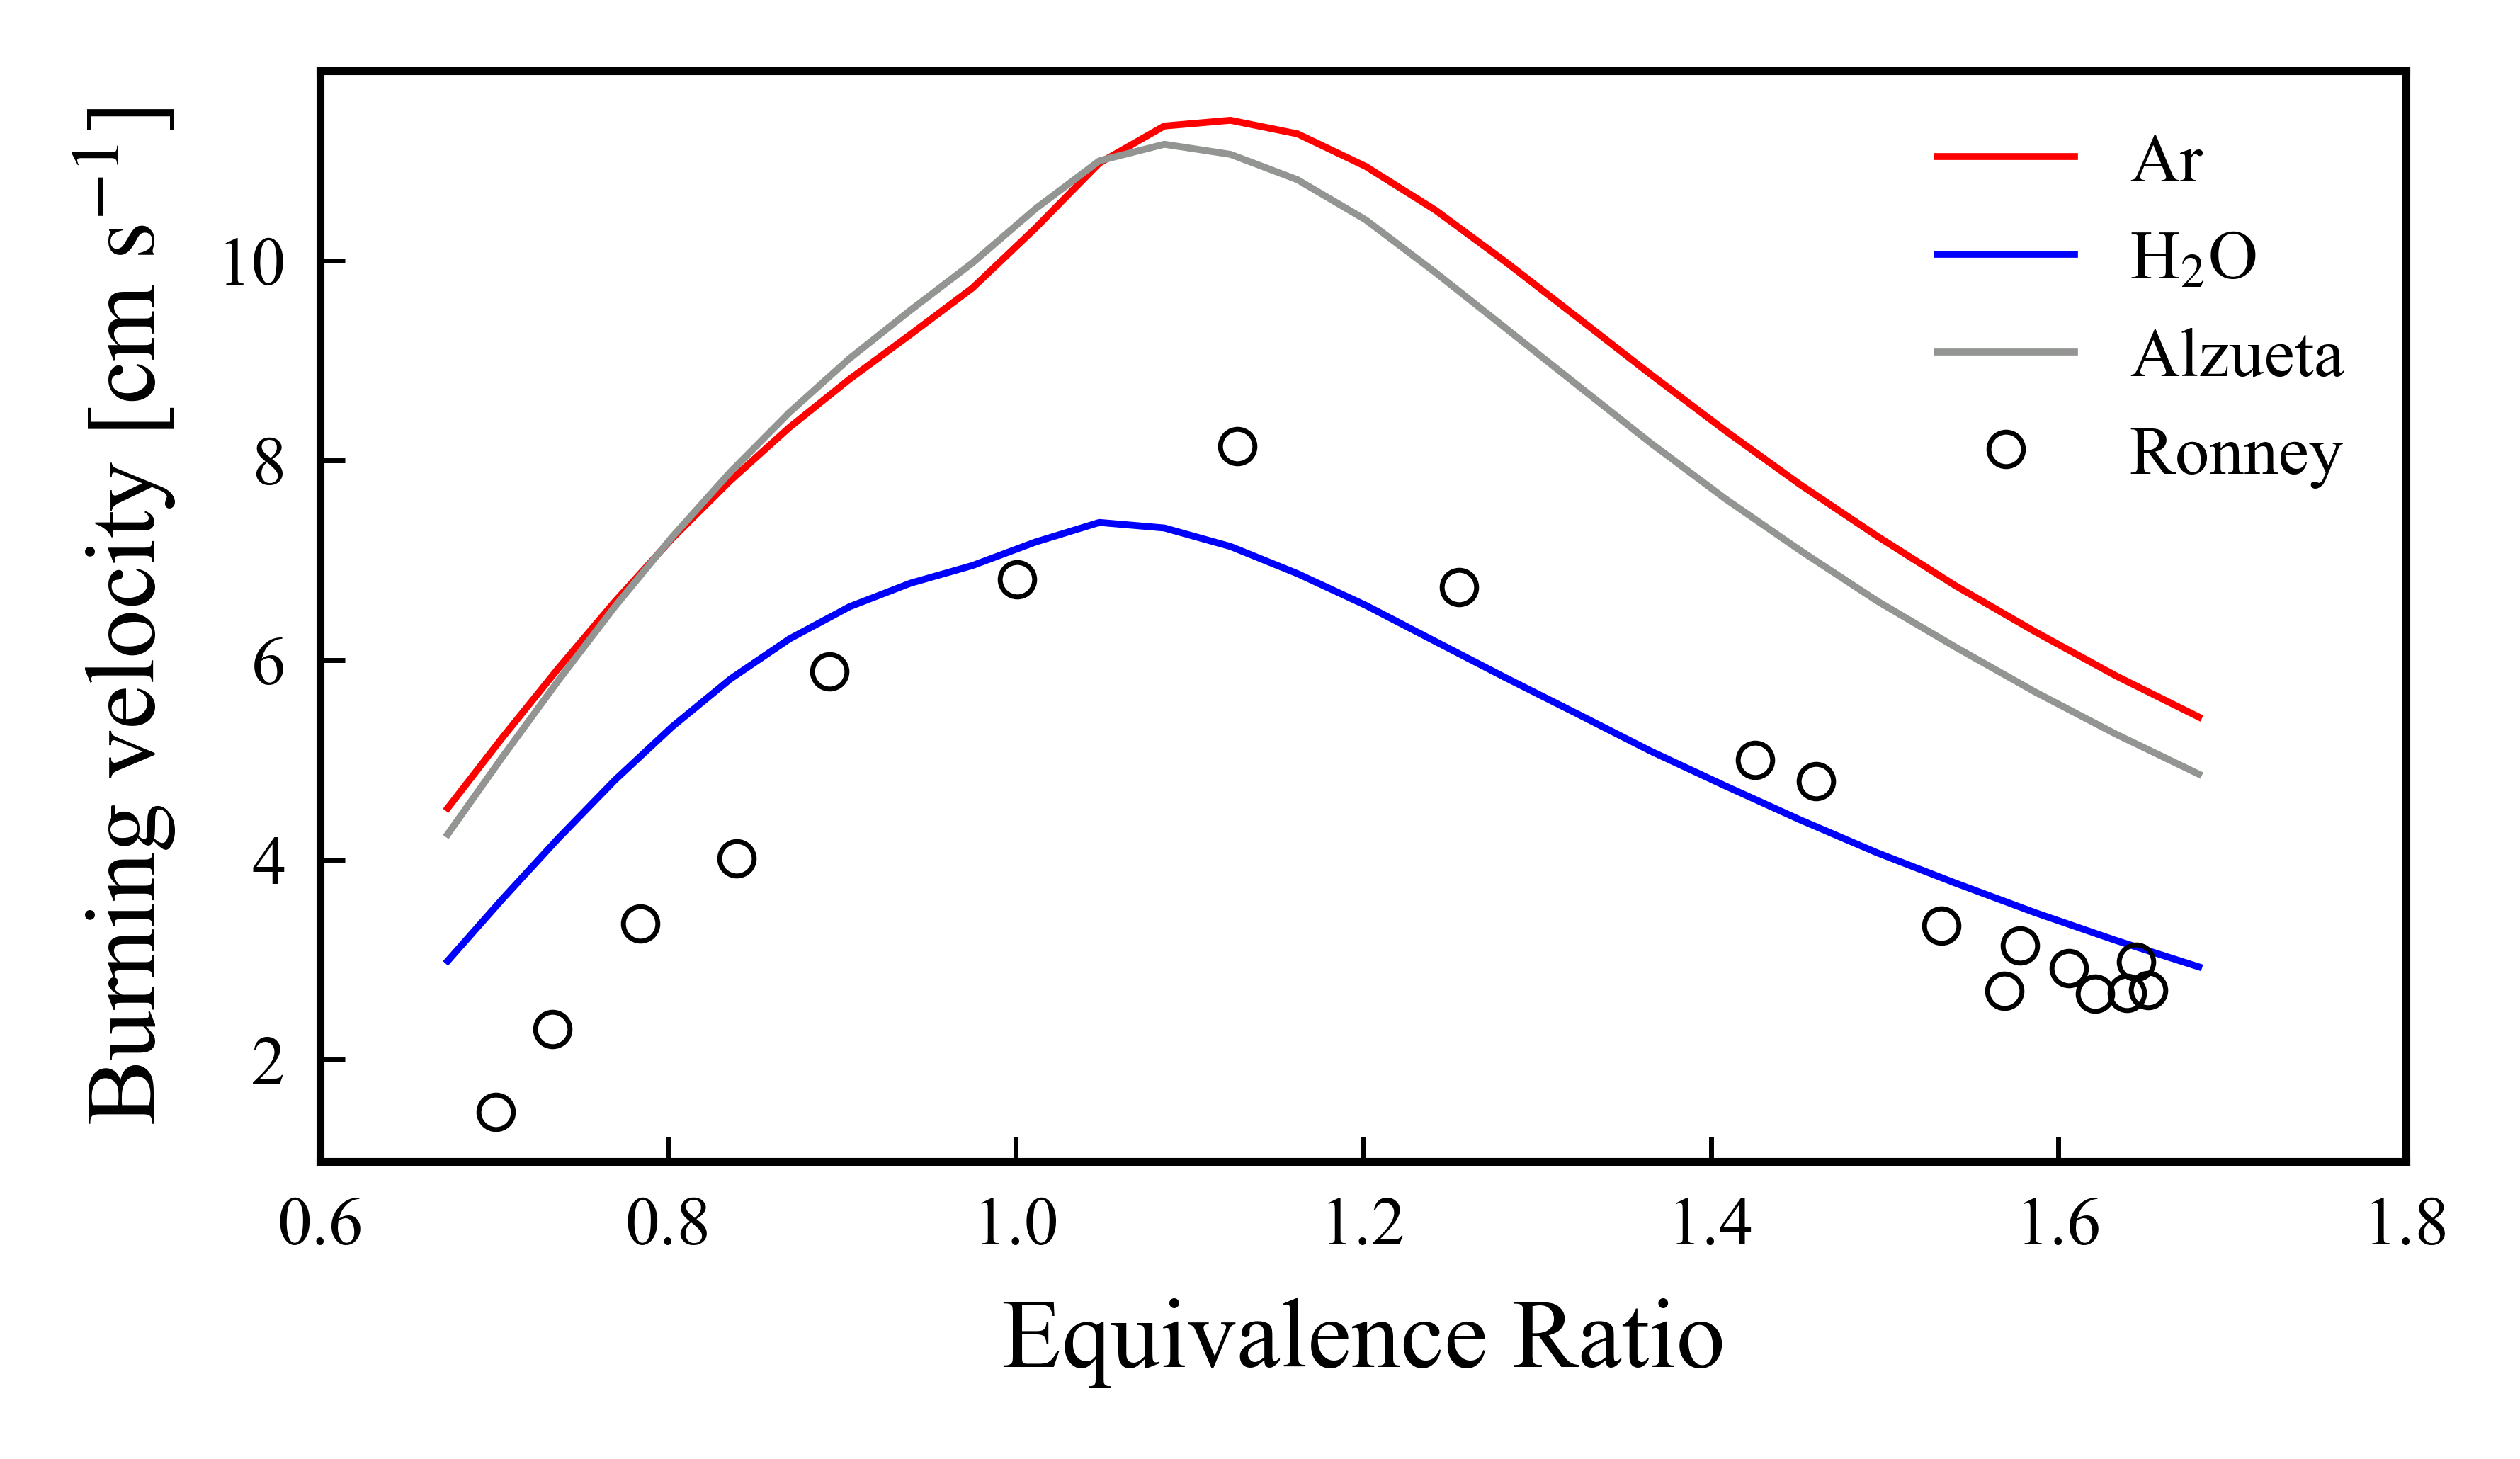 Burning velocity [cm s⁻¹]
10
8
6
4
2
Ar
H₂O
Alzueta
Ronney
0.6 0.8 1.0 1.2 1.4 1.6 1.8
Equivalence Ratio